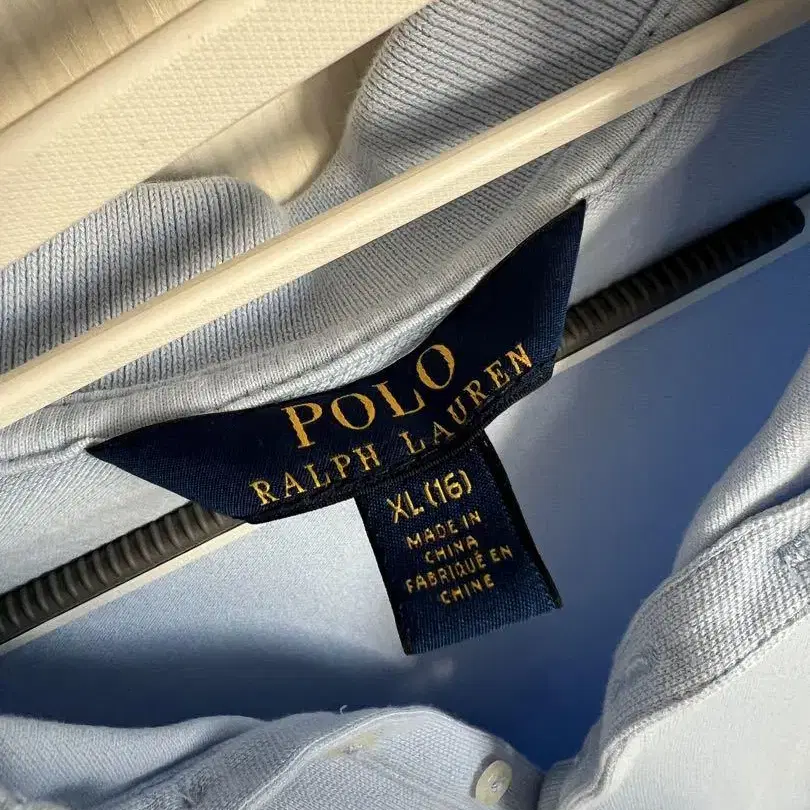 POLO
RALPH LAUREN
XL (16)
MADE IN
CHINA
FABRIQUÉ EN
CHINE